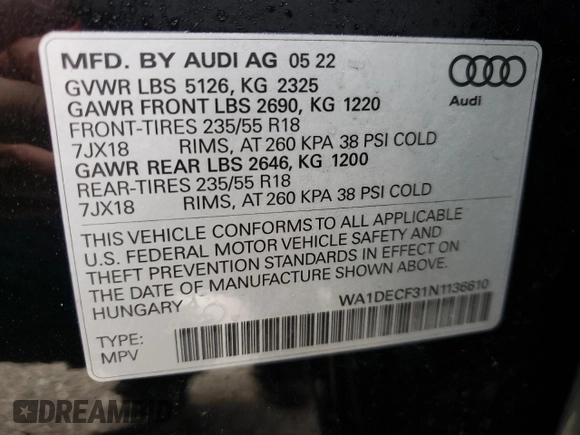 MFD. BY AUDI AG 05 22
GVWR LBS 5126, KG 2325
GAWR FRONT LBS 2690, KG 1220
FRONT-TIRES 235/55 R18
7JX18 RIMS, AT 260 KPA 38 PSI COLD
GAWR REAR LBS 2646, KG 1200
REAR-TIRES 235/55 R18
7JX18 RIMS, AT 260 KPA 38 PSI COLD
Audi
THIS VEHICLE CONFORMS TO ALL APPLICABLE
U.S. FEDERAL MOTOR VEHICLE SAFETY AND
THEFT PREVENTION STANDARDS IN EFFECT ON
THE DATE OF MANUFACTURE SHOWN ABOVE.
HUNGARY
WA1DECF31N1136610
TYPE:
MPV
DREAMBID